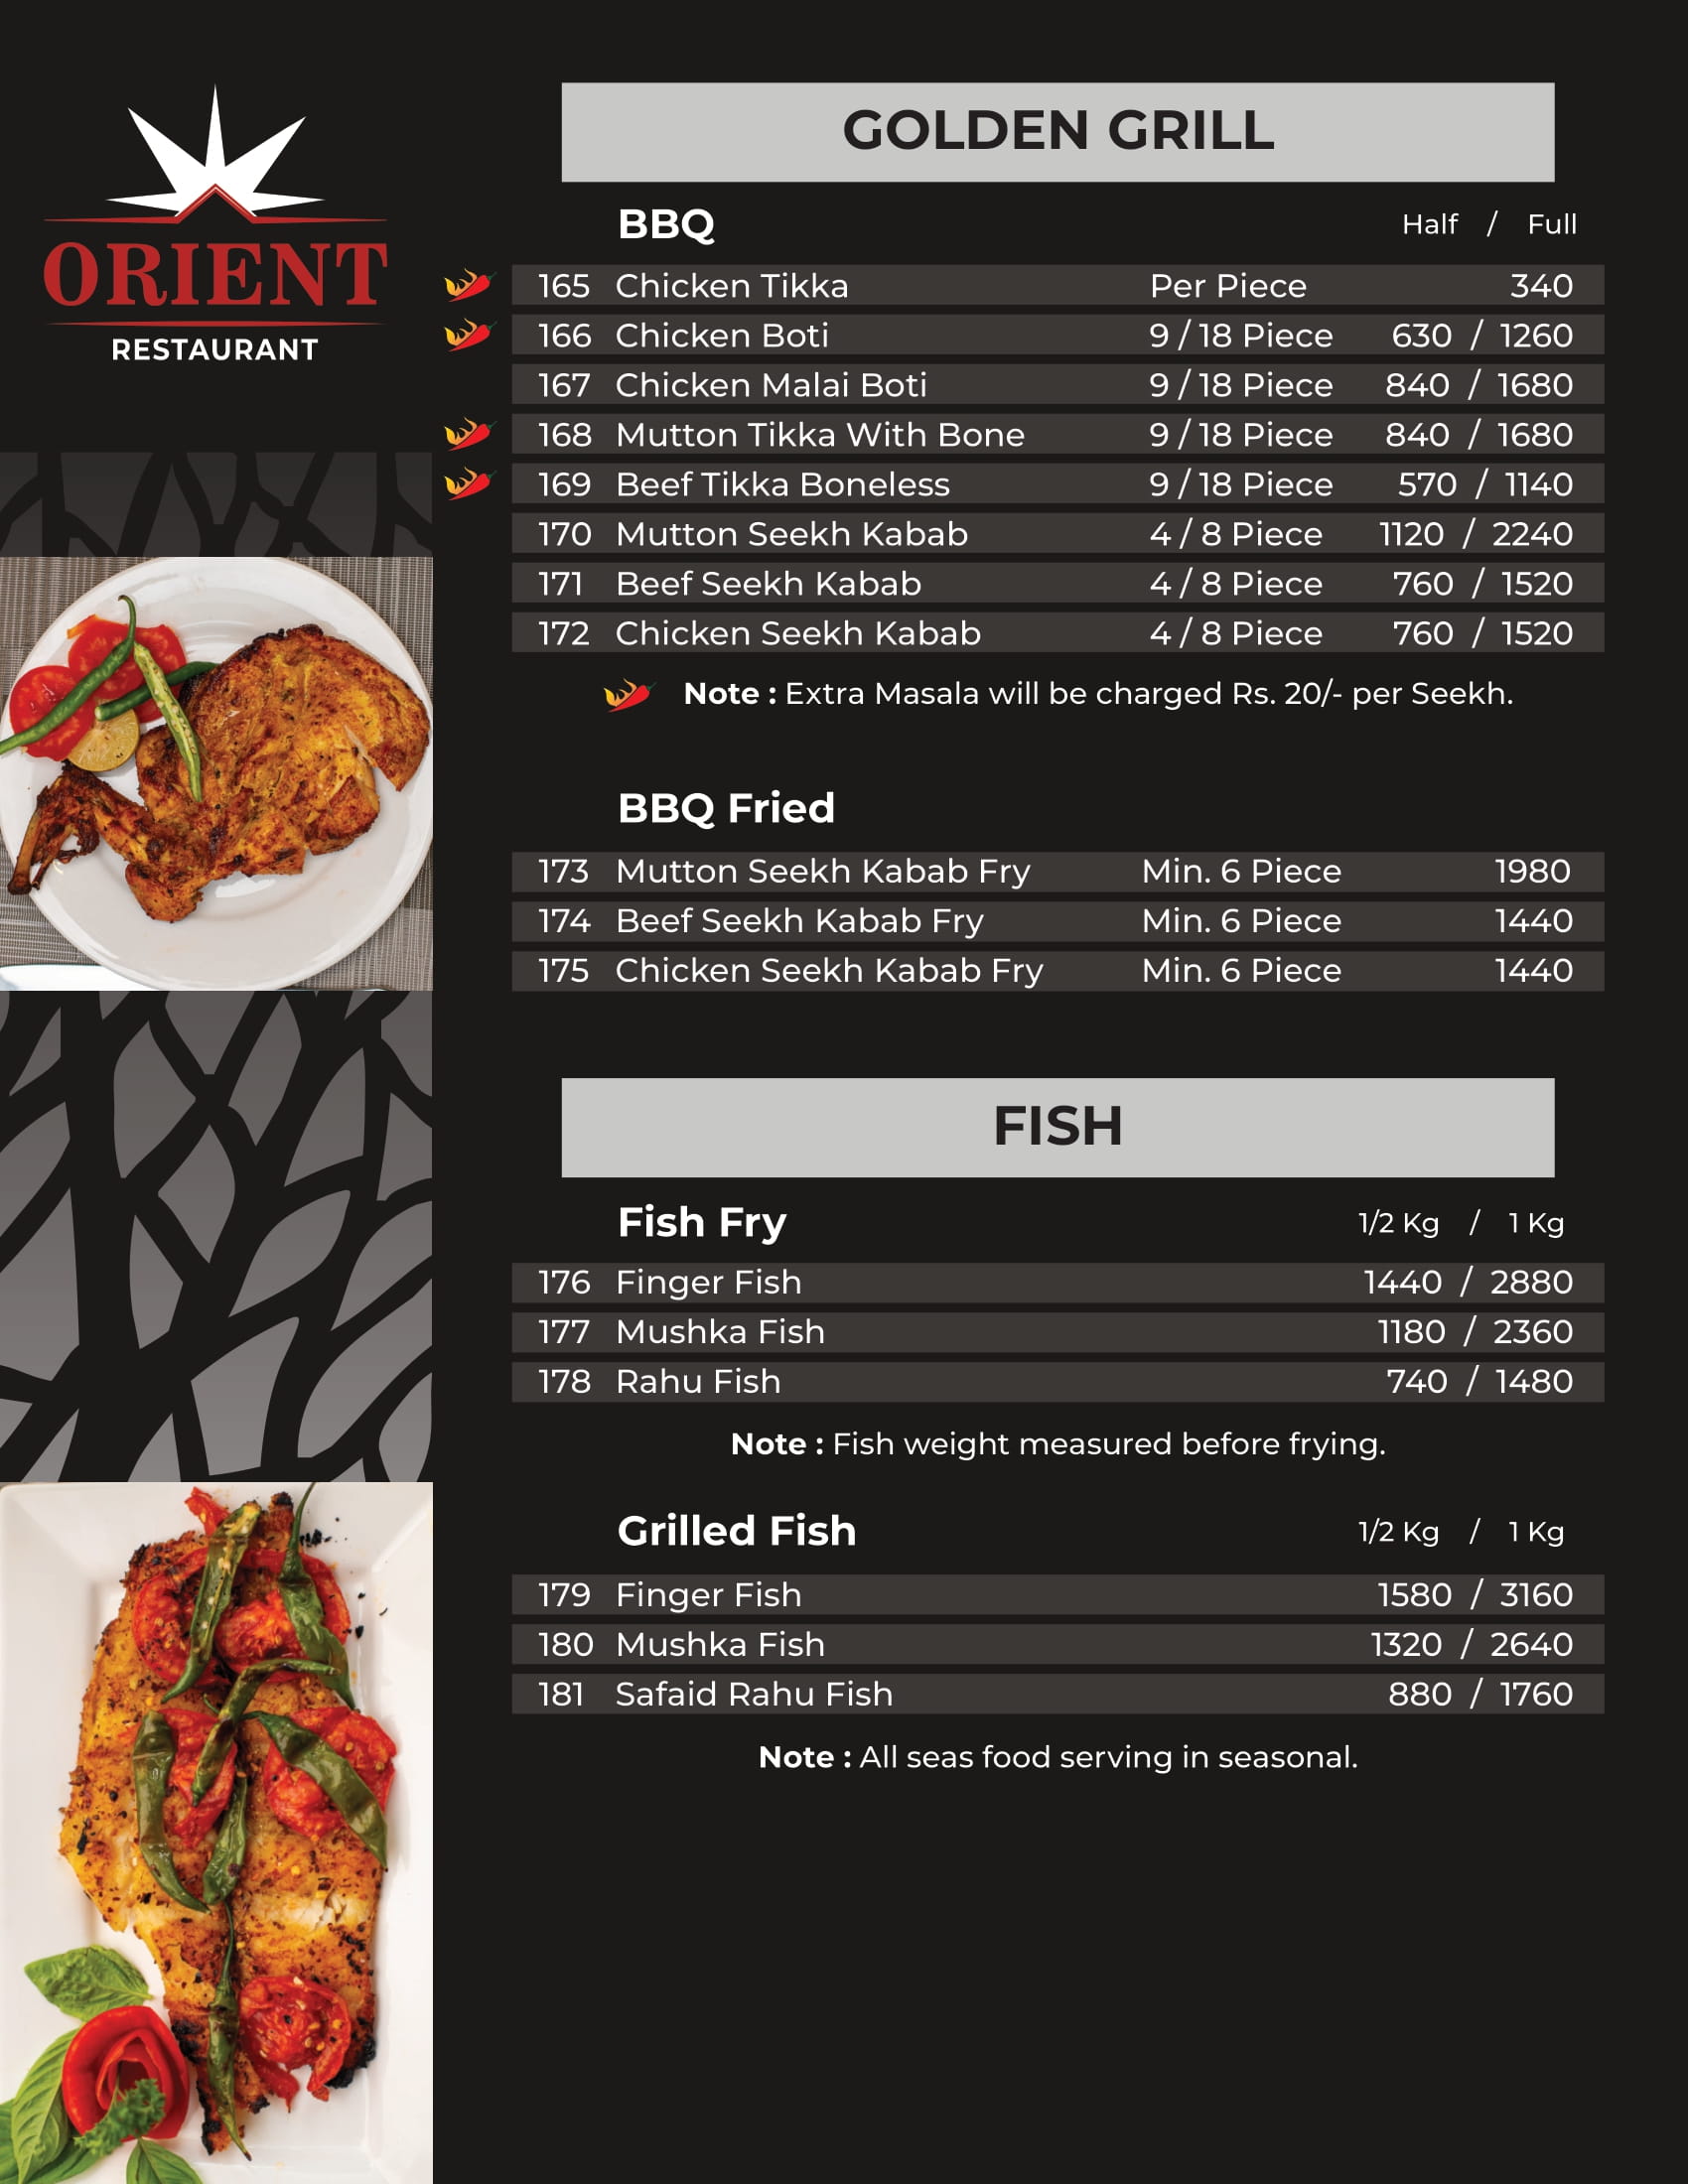 ORIENT
RESTAURANT
GOLDEN GRILL
BBQ Half / Full
165 Chicken Tikka Per Piece 340
166 Chicken Boti 9 / 18 Piece 630 / 1260
167 Chicken Malai Boti 9 / 18 Piece 840 / 1680
168 Mutton Tikka With Bone 9 / 18 Piece 840 / 1680
169 Beef Tikka Boneless 9 / 18 Piece 570 / 1140
170 Mutton Seekh Kabab 4 / 8 Piece 1120 / 2240
171 Beef Seekh Kabab 4 / 8 Piece 760 / 1520
172 Chicken Seekh Kabab 4 / 8 Piece 760 / 1520
Note : Extra Masala will be charged Rs. 20/- per Seekh.
BBQ Fried
173 Mutton Seekh Kabab Fry Min. 6 Piece 1980
174 Beef Seekh Kabab Fry Min. 6 Piece 1440
175 Chicken Seekh Kabab Fry Min. 6 Piece 1440
FISH
Fish Fry 1/2 Kg / 1 Kg
176 Finger Fish 1440 / 2880
177 Mushka Fish 1180 / 2360
178 Rahu Fish 740 / 1480
Note : Fish weight measured before frying.
Grilled Fish 1/2 Kg / 1 Kg
179 Finger Fish 1580 / 3160
180 Mushka Fish 1320 / 2640
181 Safaid Rahu Fish 880 / 1760
Note : All seas food serving in seasonal.